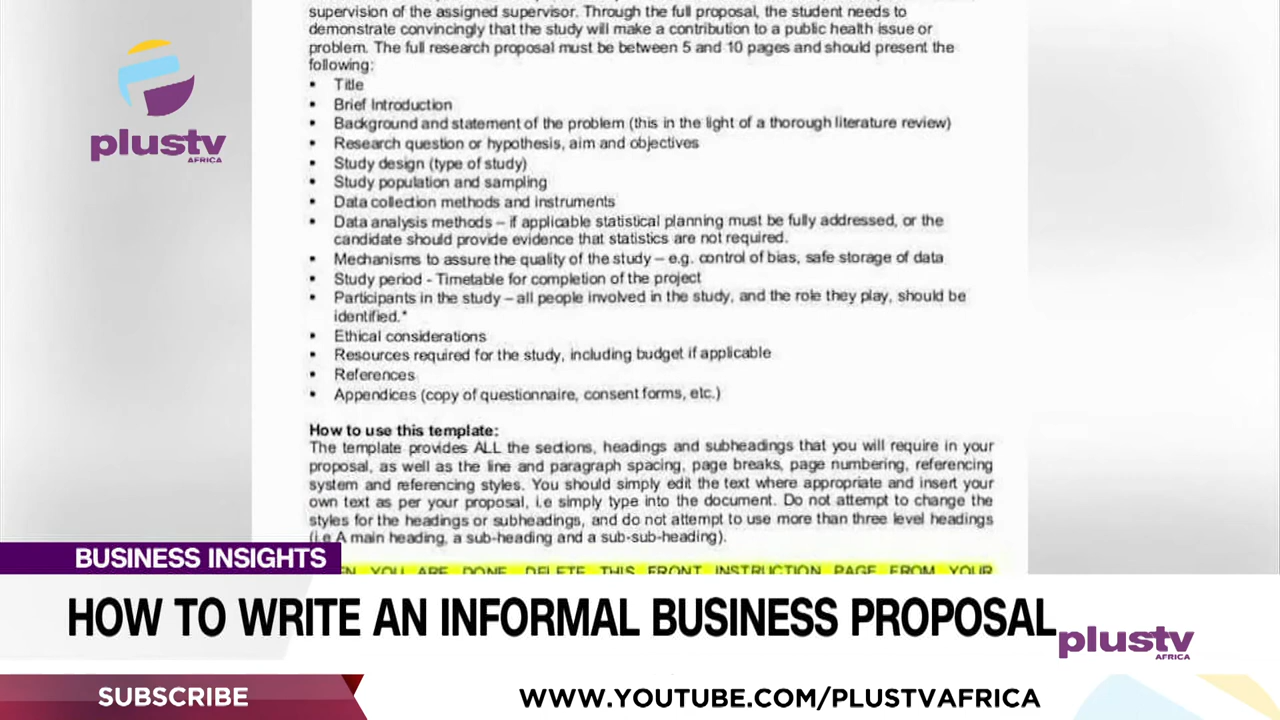 supervision of the assigned supervisor. Through the full proposal, the student needs to
demonstrate convincingly that the study will make a contribution to a public health issue or
problem. The full research proposal must be between 5 and 10 pages and should present the
following:
▪ Title
▪ Brief Introduction
▪ Background and statement of the problem (this in the light of a thorough literature review)
▪ Research question or hypothesis, aim and objectives
▪ Study design (type of study)
▪ Study population and sampling
▪ Data collection methods and instruments
▪ Data analysis methods – if applicable statistical planning must be fully addressed, or the
candidate should provide evidence that statistics are not required.
▪ Mechanisms to assure the quality of the study – e.g. control of bias, safe storage of data
▪ Study period - Timetable for completion of the project
▪ Participants in the study – all people involved in the study, and the role they play, should be
identified.*
▪ Ethical considerations
▪ Resources required for the study, including budget if applicable
▪ References
▪ Appendices (copy of questionnaire, consent forms, etc.)
How to use this template:
The template provides ALL the sections, headings and subheadings that you will require in your
proposal, as well as the line and paragraph spacing, page breaks, page numbering, referencing
system and referencing styles. You should simply edit the text where appropriate and insert your
own text as per your proposal, i.e simply type into the document. Do not attempt to change the
styles for the headings or subheadings, and do not attempt to use more than three level headings
(i.e A main heading, a sub-heading and a sub-sub-heading).
YOU ARE DONE, DELETE THIS FRONT INSTRUCTION PAGE FROM YOUR
plustv
AFRICA
BUSINESS INSIGHTS
HOW TO WRITE AN INFORMAL BUSINESS PROPOSAL
plustv
AFRICA
SUBSCRIBE
WWW.YOUTUBE.COM/PLUSTVAFRICA